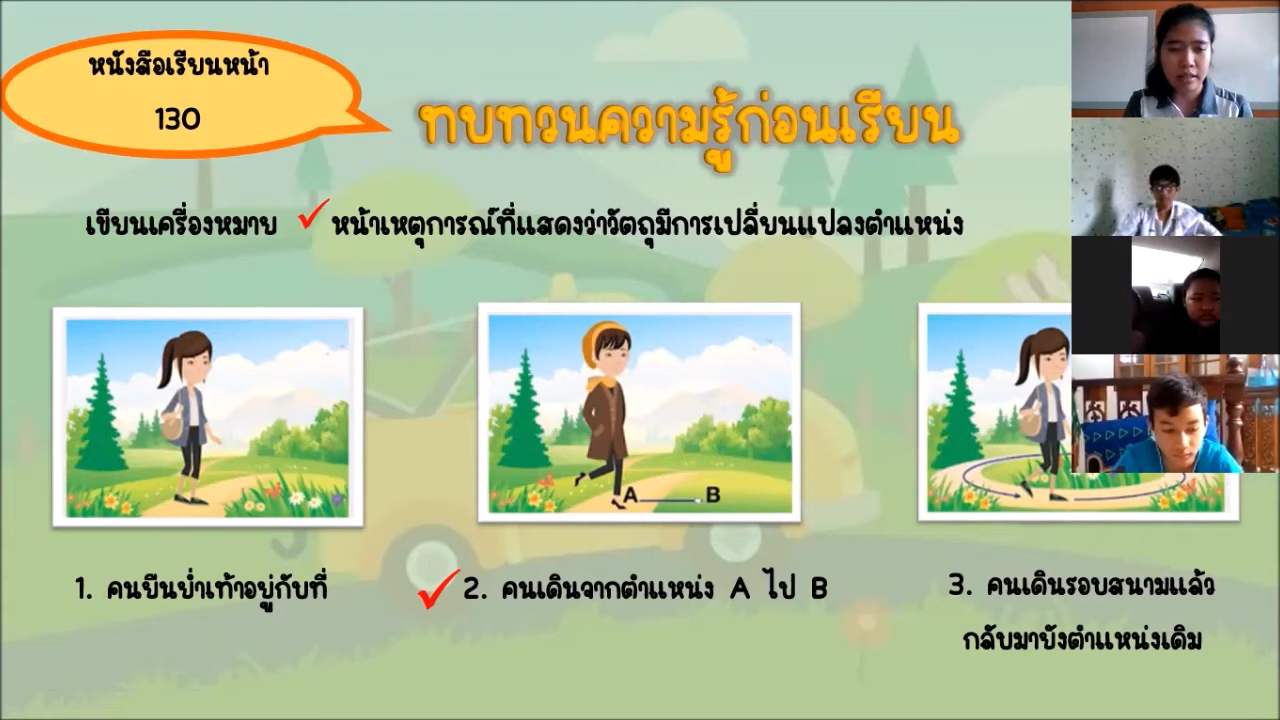 หนังสือเรียนหน้า
130
ทบทวนความรู้ก่อนเรียน
เขียนเครื่องหมาย ✓ หน้าเหตุการณ์ที่แสดงว่าวัตถุมีการเปลี่ยนแปลงตำแหน่ง
A B
1. คนยืนย่ำเท้าอยู่กับที่
✓ 2. คนเดินจากตำแหน่ง A ไป B
3. คนเดินรอบสนามแล้ว
กลับมายังตำแหน่งเดิม